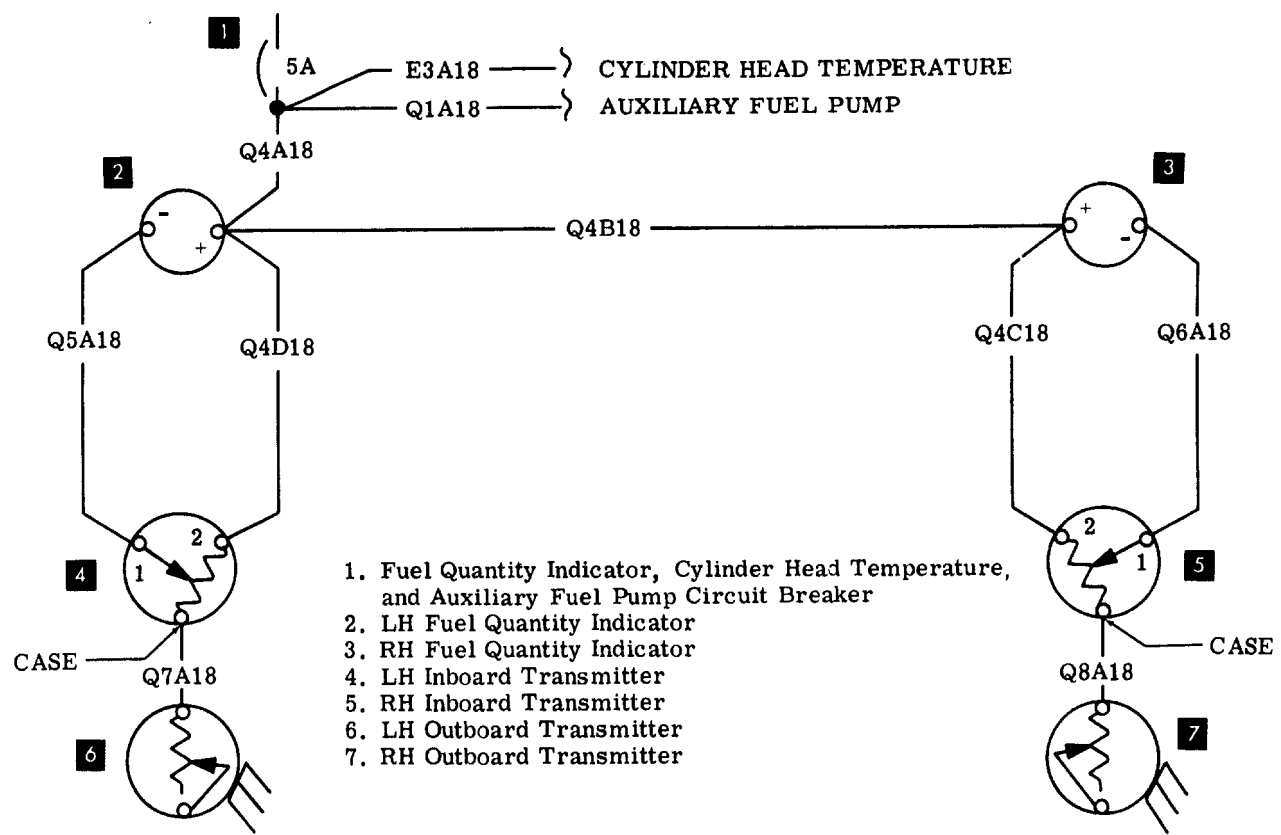 1
5A
E3A18
CYLINDER HEAD TEMPERATURE
Q1A18
AUXILIARY FUEL PUMP
Q4A18
2
3
-
+
Q4B18
+
-
Q5A18
Q4D18
Q4C18
Q6A18
2
1
2
1
4
5
1. Fuel Quantity Indicator, Cylinder Head Temperature,
and Auxiliary Fuel Pump Circuit Breaker
2. LH Fuel Quantity Indicator
3. RH Fuel Quantity Indicator
4. LH Inboard Transmitter
5. RH Inboard Transmitter
6. LH Outboard Transmitter
7. RH Outboard Transmitter
CASE
CASE
Q7A18
Q8A18
6
7